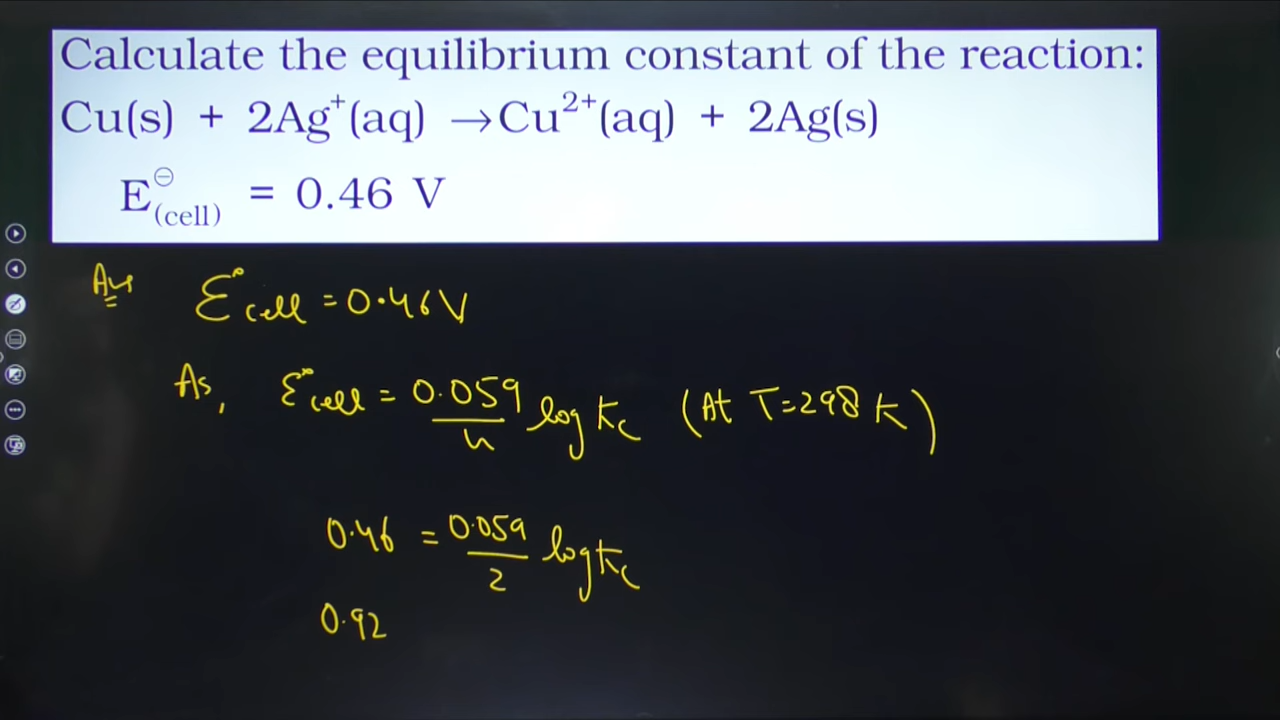 Calculate the equilibrium constant of the reaction:
Cu(s) + 2Ag⁺(aq) → Cu²⁺(aq) + 2Ag(s)
E⊖(cell) = 0.46 V
Ans E°cell = 0.46V
As, E°cell = 0.059/n log Kc (At T=298 K)
0.46 = 0.059/2 log Kc
0.92